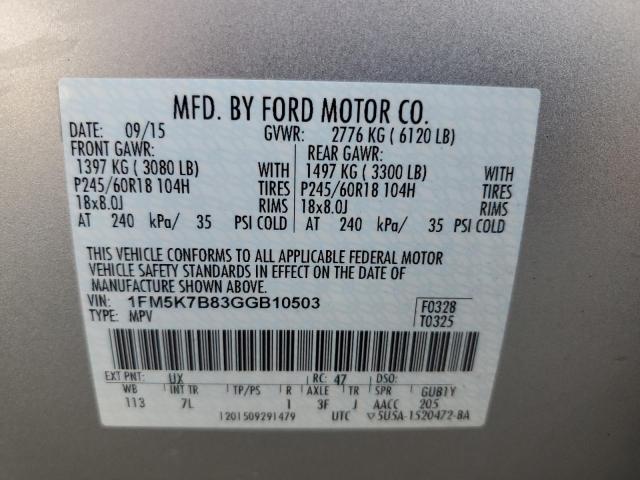 MFD. BY FORD MOTOR CO.
DATE: 09/15 GVWR: 2776 KG ( 6120 LB)
FRONT GAWR: REAR GAWR:
1397 KG ( 3080 LB) WITH 1497 KG ( 3300 LB) WITH
P245/60R18 104H TIRES P245/60R18 104H TIRES
18x8.0J RIMS 18x8.0J RIMS
AT 240 kPa/ 35 PSI COLD AT 240 kPa/ 35 PSI COLD
THIS VEHICLE CONFORMS TO ALL APPLICABLE FEDERAL MOTOR
VEHICLE SAFETY STANDARDS IN EFFECT ON THE DATE OF
MANUFACTURE SHOWN ABOVE.
VIN: 1FM5K7B83GGB10503 F0328
TYPE: MPV T0325
EXT PNT: UX RC: 47 DSO:
WB INT TR TP/PS R AXLE TR SPR GUB1Y
113 7L 1 3F J AACC 205
1201509291479 UTC ▽5U5A-1520472-BA